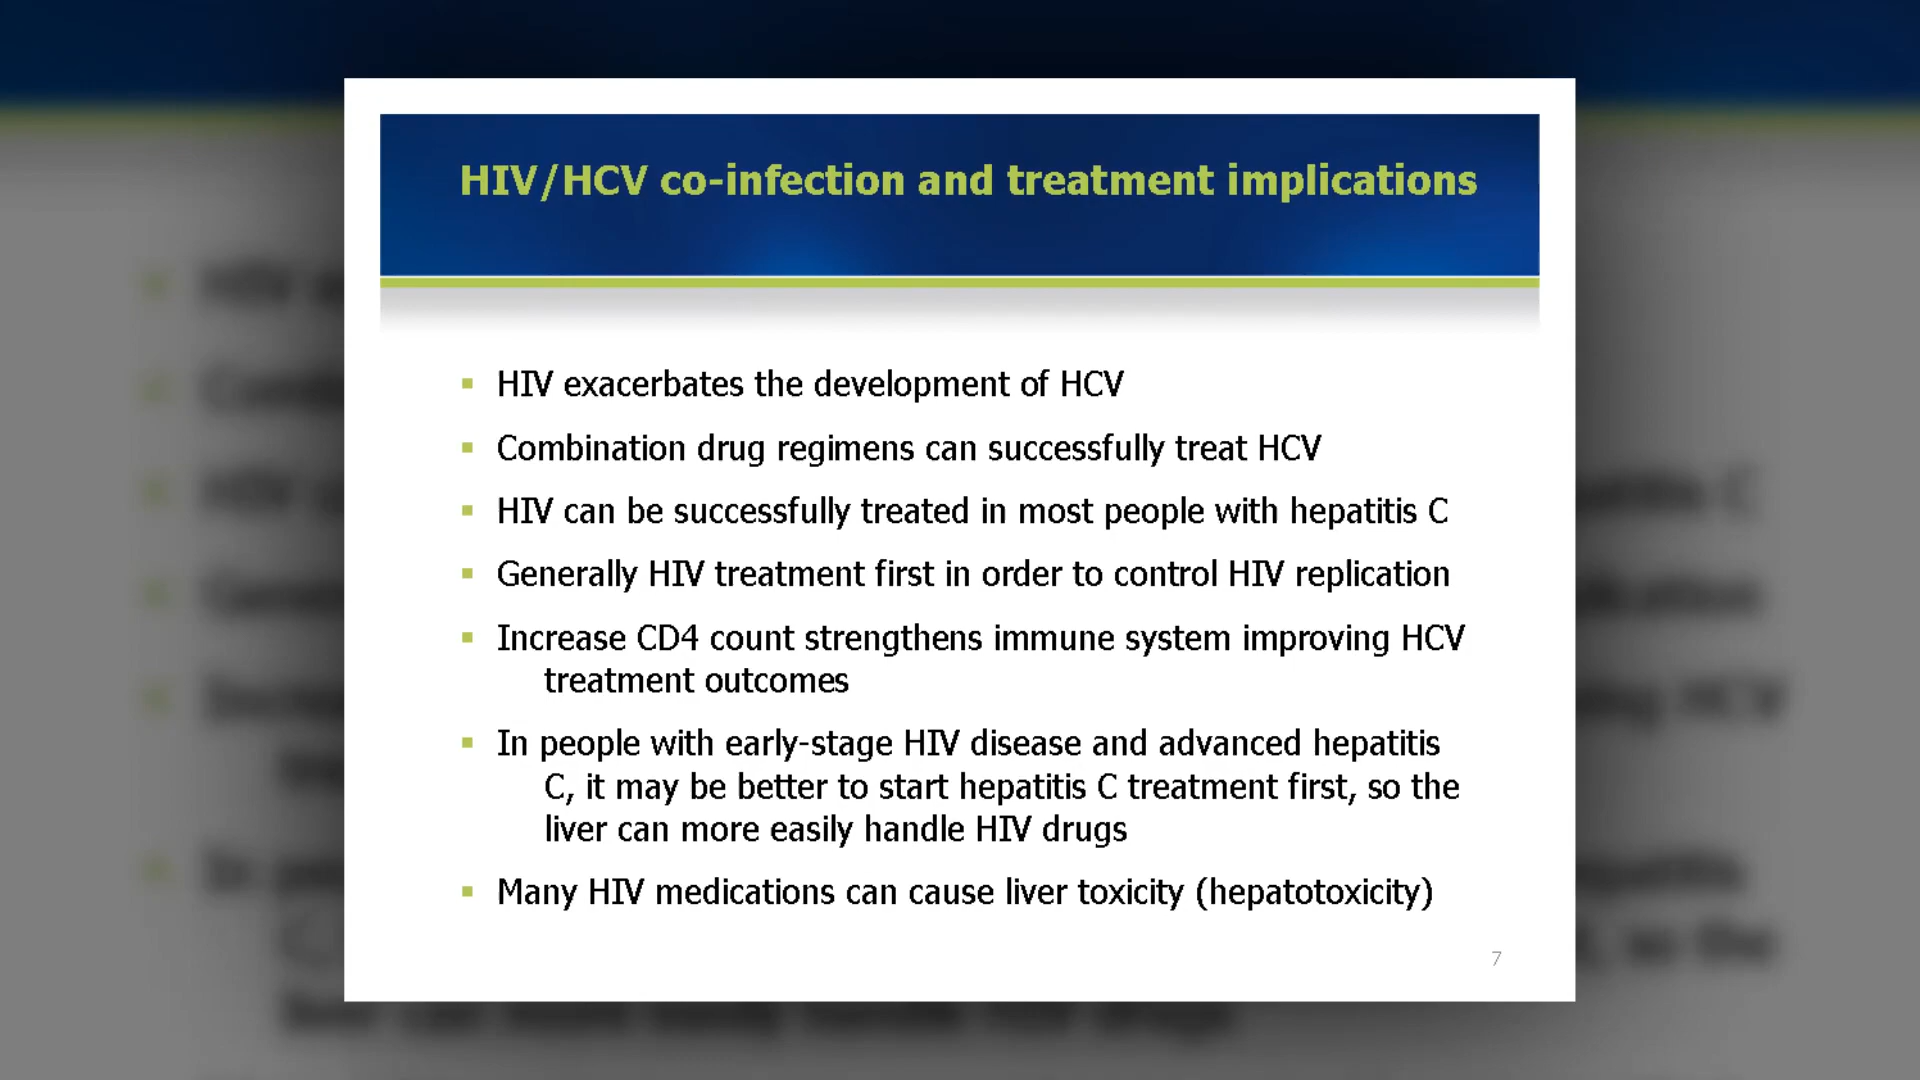 HIV/HCV co-infection and treatment implications
▪ HIV exacerbates the development of HCV
▪ Combination drug regimens can successfully treat HCV
▪ HIV can be successfully treated in most people with hepatitis C
▪ Generally HIV treatment first in order to control HIV replication
▪ Increase CD4 count strengthens immune system improving HCV
treatment outcomes
▪ In people with early-stage HIV disease and advanced hepatitis
C, it may be better to start hepatitis C treatment first, so the
liver can more easily handle HIV drugs
▪ Many HIV medications can cause liver toxicity (hepatotoxicity)
7